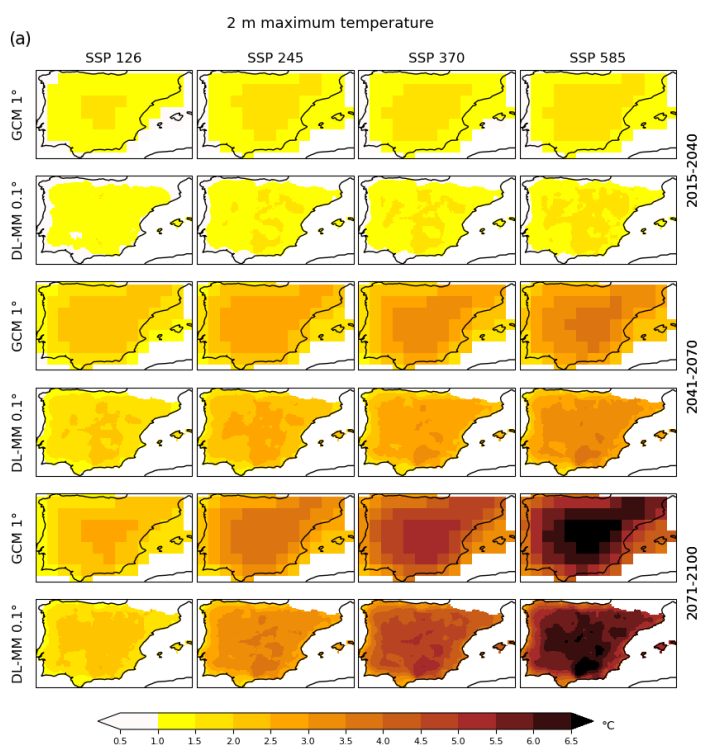 2 m maximum temperature
(a)
SSP 126 SSP 245 SSP 370 SSP 585
GCM 1°
DL-MM 0.1°
2015-2040
GCM 1°
DL-MM 0.1°
2041-2070
GCM 1°
DL-MM 0.1°
2071-2100
0.5 1.0 1.5 2.0 2.5 3.0 3.5 4.0 4.5 5.0 5.5 6.0 6.5 °C